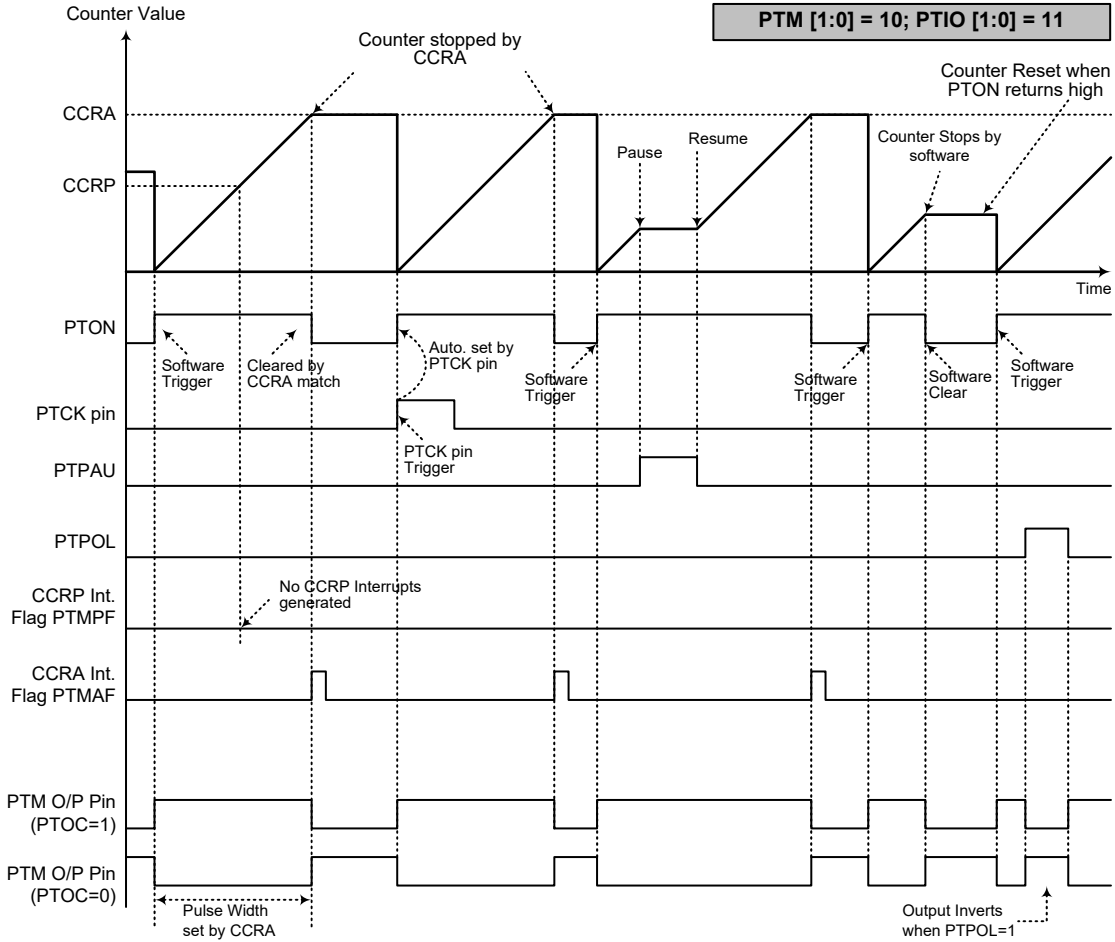 Counter Value
PTM [1:0] = 10; PTIO [1:0] = 11
Counter stopped by
CCRA
Counter Reset when
PTON returns high
CCRA
Pause
Resume
Counter Stops by
software
CCRP
Time
PTON
Software
Trigger
Cleared by
CCRA match
Auto. set by
PTCK pin
Software
Trigger
Software
Trigger
Software
Clear
Software
Trigger
PTCK pin
PTCK pin
Trigger
PTPAU
PTPOL
CCRP Int.
Flag PTMPF
No CCRP Interrupts
generated
CCRA Int.
Flag PTMAF
PTM O/P Pin
(PTOC=1)
PTM O/P Pin
(PTOC=0)
Pulse Width
set by CCRA
Output Inverts
when PTPOL=1